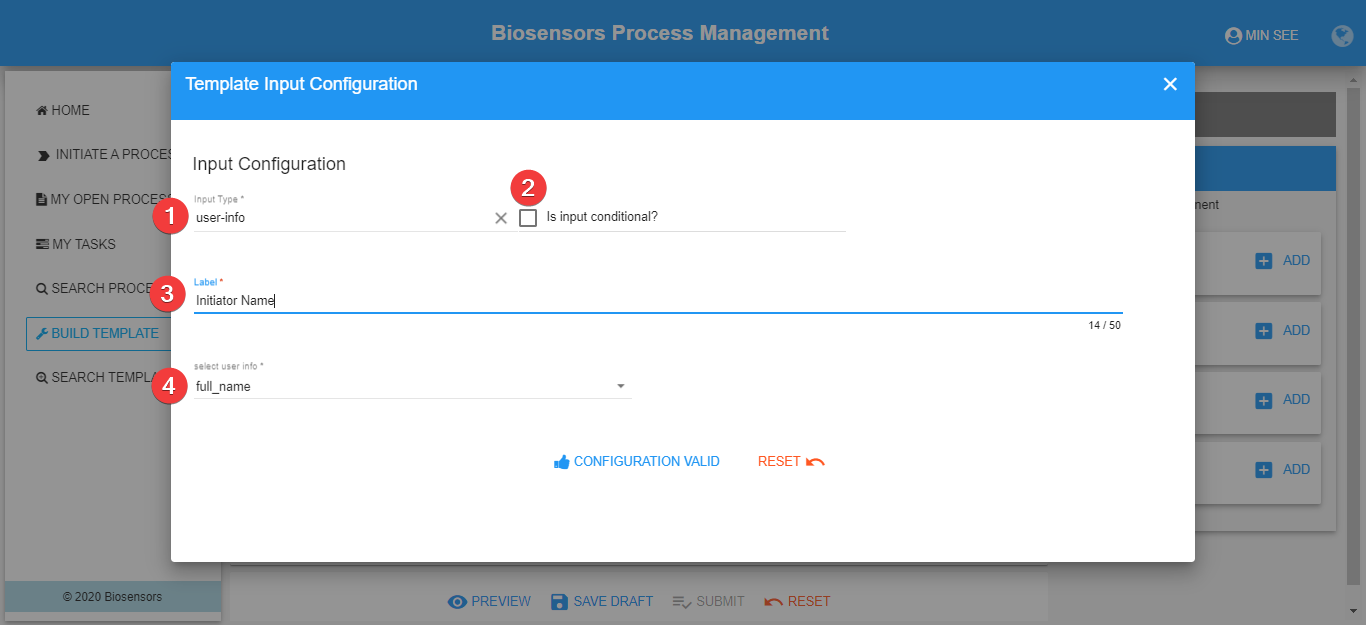 Biosensors Process Management
MIN SEE
Template Input Configuration
HOME
INITIATE A PROCES
MY OPEN PROCESS
MY TASKS
SEARCH PROCE
BUILD TEMPLATE
SEARCH TEMPLA
© 2020 Biosensors
Input Configuration
1
Input Type *
user-info
2
Is input conditional?
3
Label *
Initiator Name
14 / 50
4
select user info *
full_name
CONFIGURATION VALID
RESET
nent
ADD
ADD
ADD
ADD
PREVIEW
SAVE DRAFT
SUBMIT
RESET